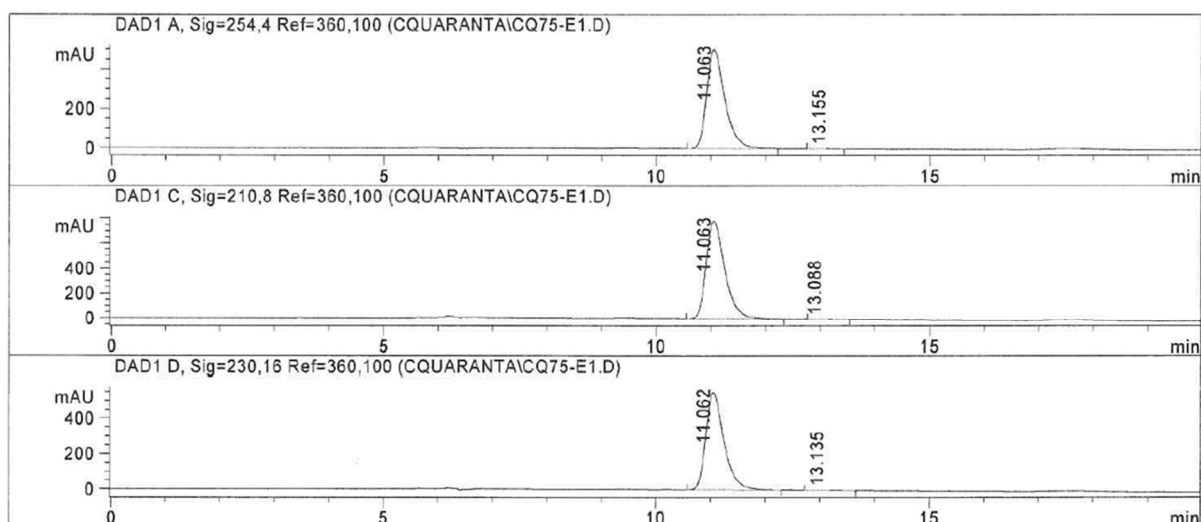 DAD1 A, Sig=254,4 Ref=360,100 (CQUARANTA\CQ75-E1.D)
mAU
200
0
11.063
13.155
0 5 10 15 min
DAD1 C, Sig=210,8 Ref=360,100 (CQUARANTA\CQ75-E1.D)
mAU
400
200
0
11.063
13.088
0 5 10 15 min
DAD1 D, Sig=230,16 Ref=360,100 (CQUARANTA\CQ75-E1.D)
mAU
400
200
0
11.062
13.135
0 5 10 15 min